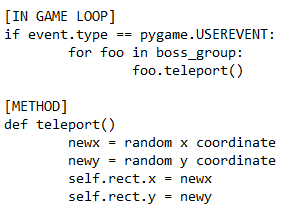 [IN GAME LOOP]
if event.type == pygame.USEREVENT:
        for foo in boss_group:
                foo.teleport()

[METHOD]
def teleport()
        newx = random x coordinate
        newy = random y coordinate
        self.rect.x = newx
        self.rect.y = newy